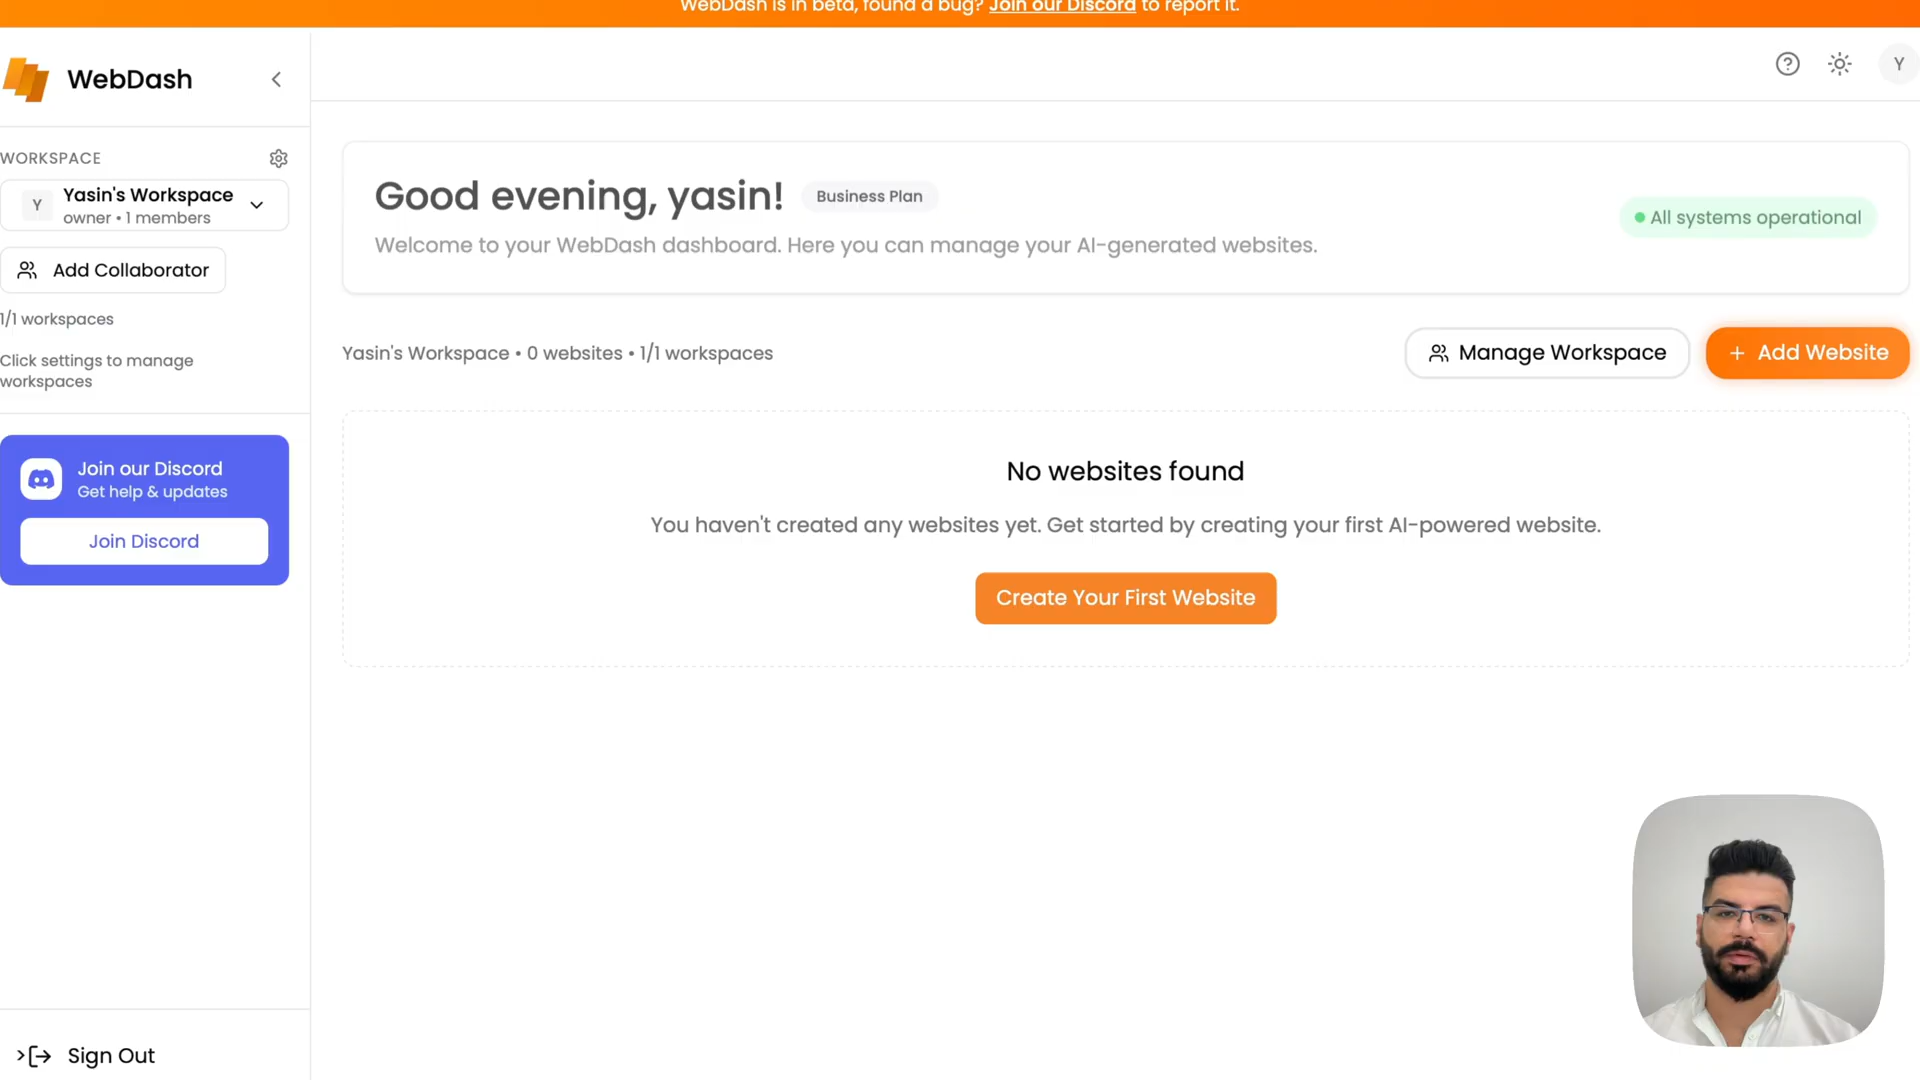 WebDash is in beta, found a bug? Join our Discord to report it.
WebDash
Y
WORKSPACE
Y
Yasin's Workspace
owner • 1 members
Add Collaborator
1/1 workspaces
Click settings to manage
workspaces
Join our Discord
Get help & updates
Join Discord
Sign Out
Good evening, yasin!
Business Plan
Welcome to your WebDash dashboard. Here you can manage your AI-generated websites.
All systems operational
Yasin's Workspace • 0 websites • 1/1 workspaces
Manage Workspace
+ Add Website
No websites found
You haven't created any websites yet. Get started by creating your first AI-powered website.
Create Your First Website